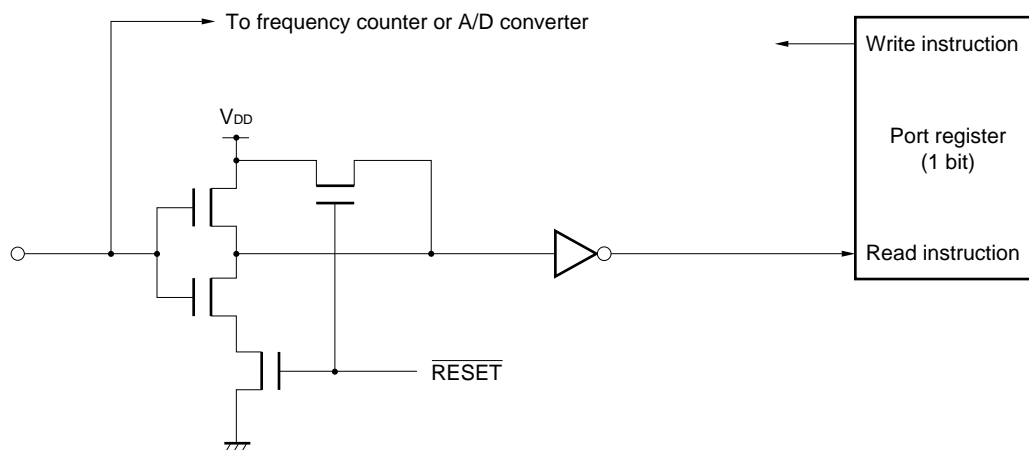 To frequency counter or A/D converter
Write instruction
VDD
Port register
(1 bit)
Read instruction
RESET